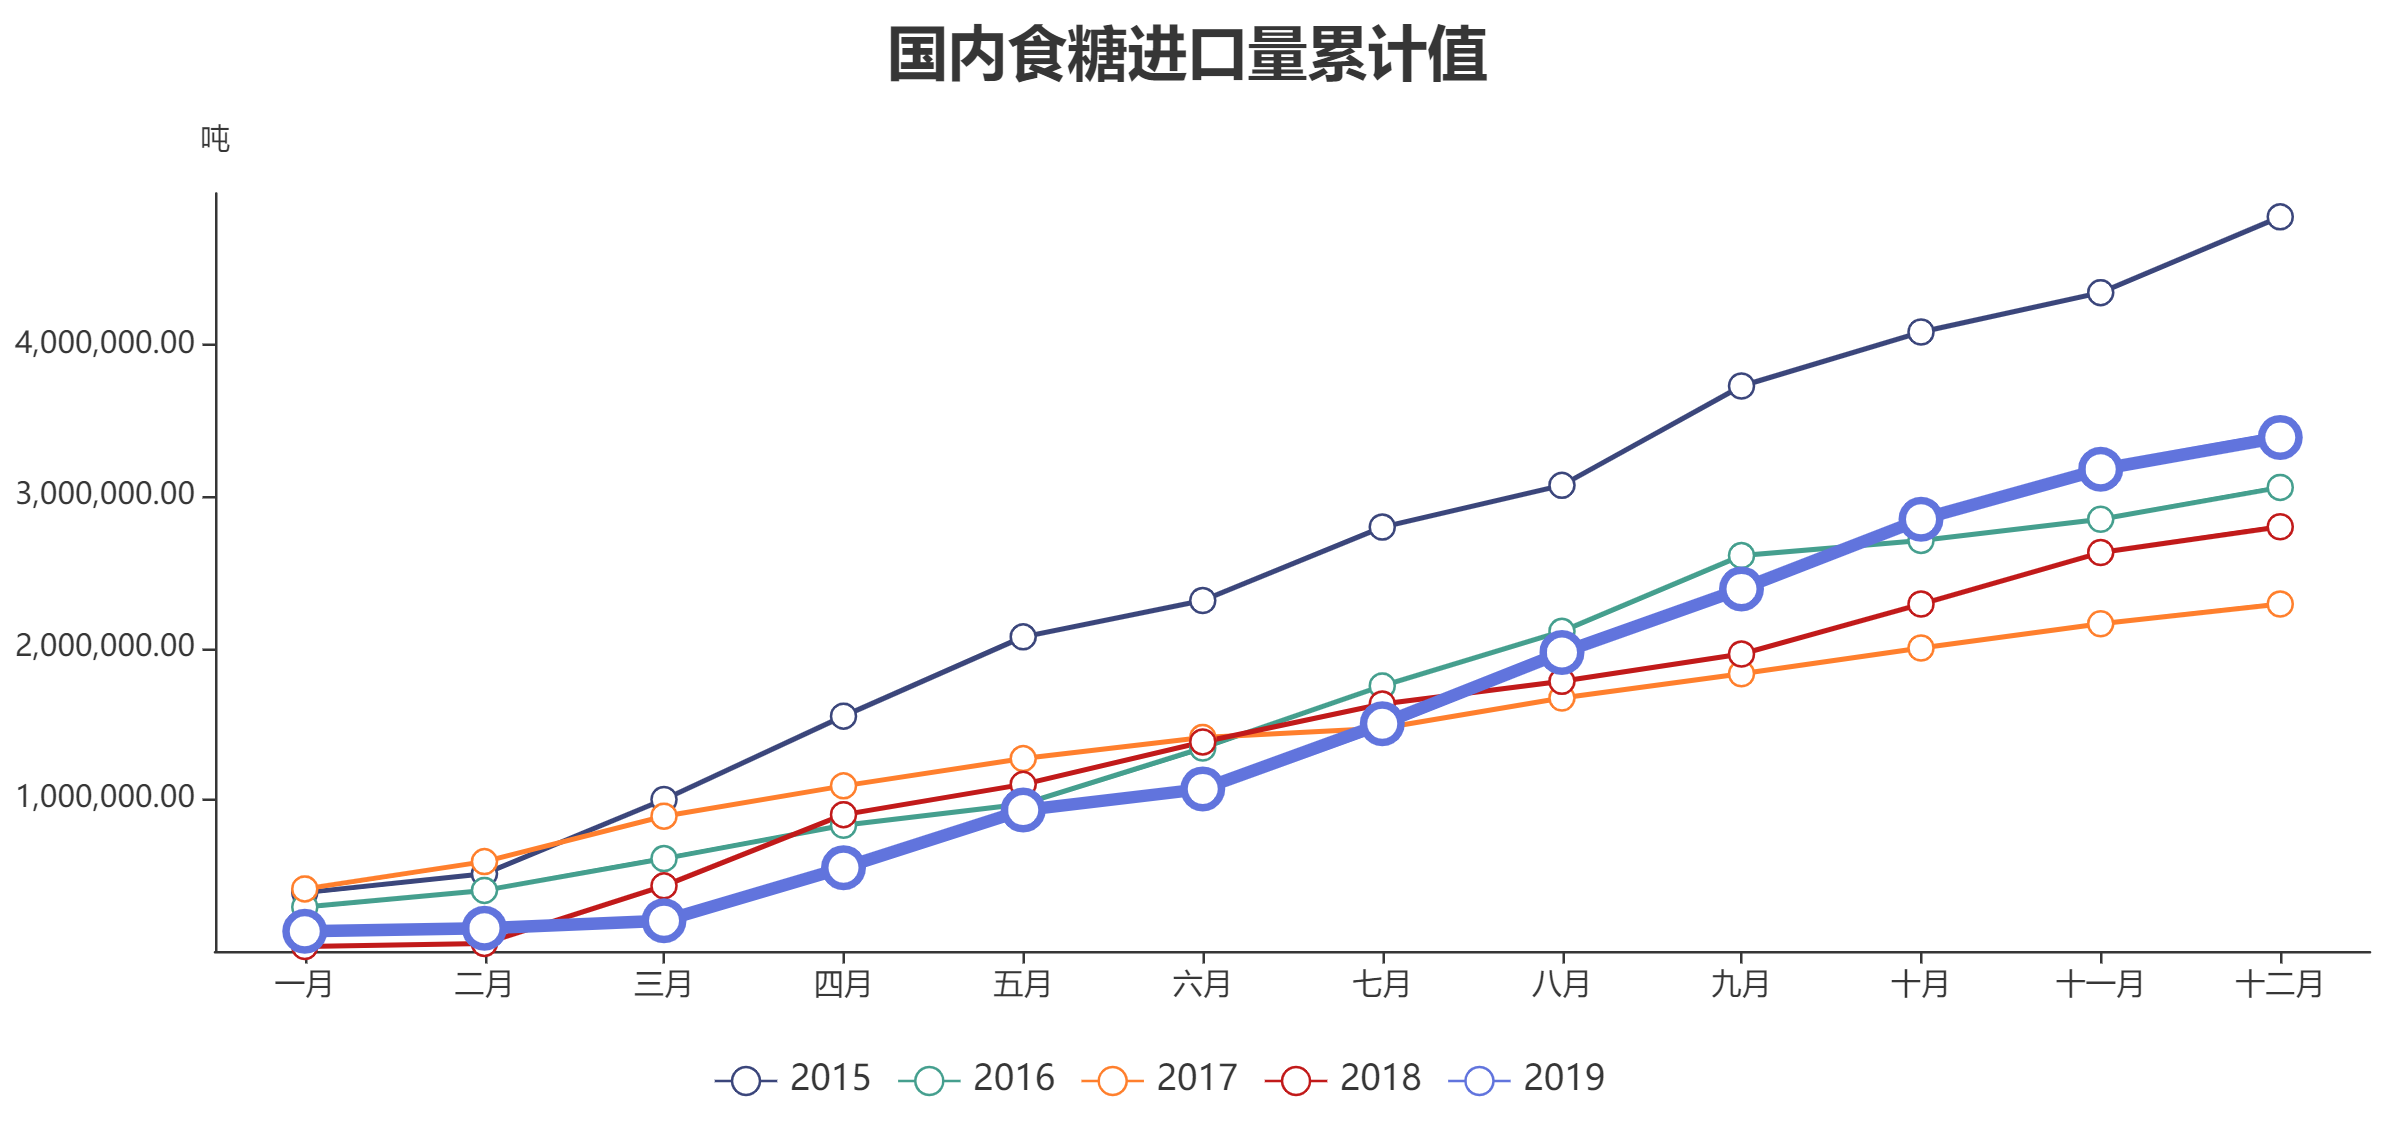 国内食糖进口量累计值
吨
4,000,000.00
3,000,000.00
2,000,000.00
1,000,000.00
一月 二月 三月 四月 五月 六月 七月 八月 九月 十月 十一月 十二月
2015 2016 2017 2018 2019